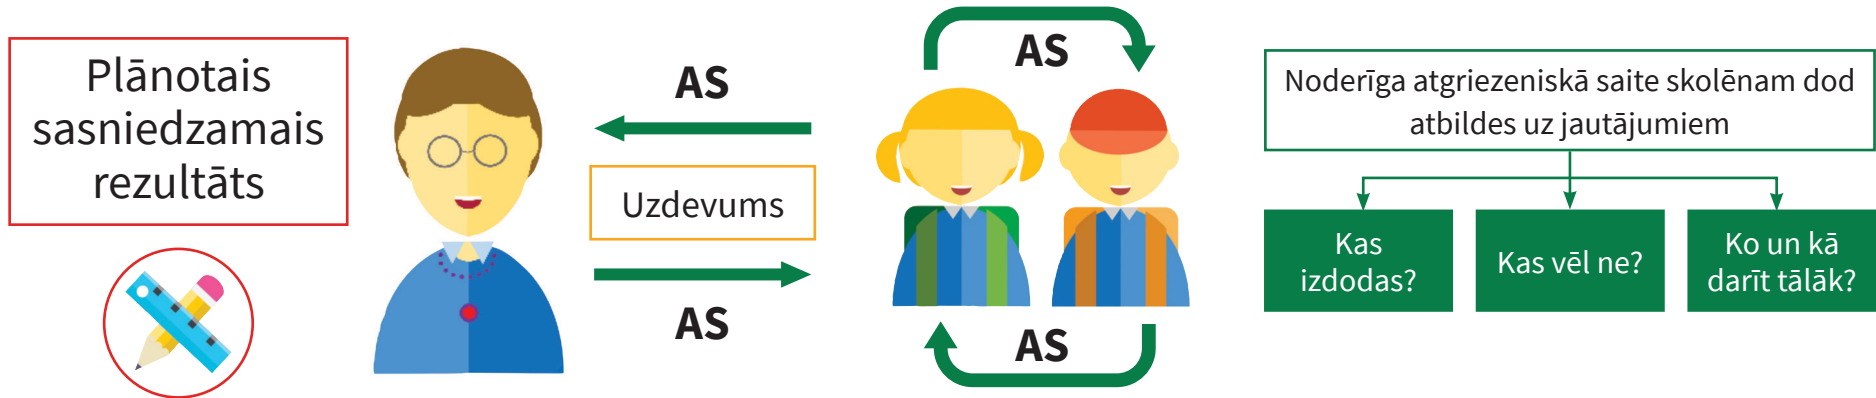 Plānotais
sasniedzamais
rezultāts
AS
Uzdevums
AS
AS
AS
Noderīga atgriezeniskā saite skolēnam dod
atbildes uz jautājumiem
Kas
izdodas?
Kas vēl ne?
Ko un kā
darīt tālāk?